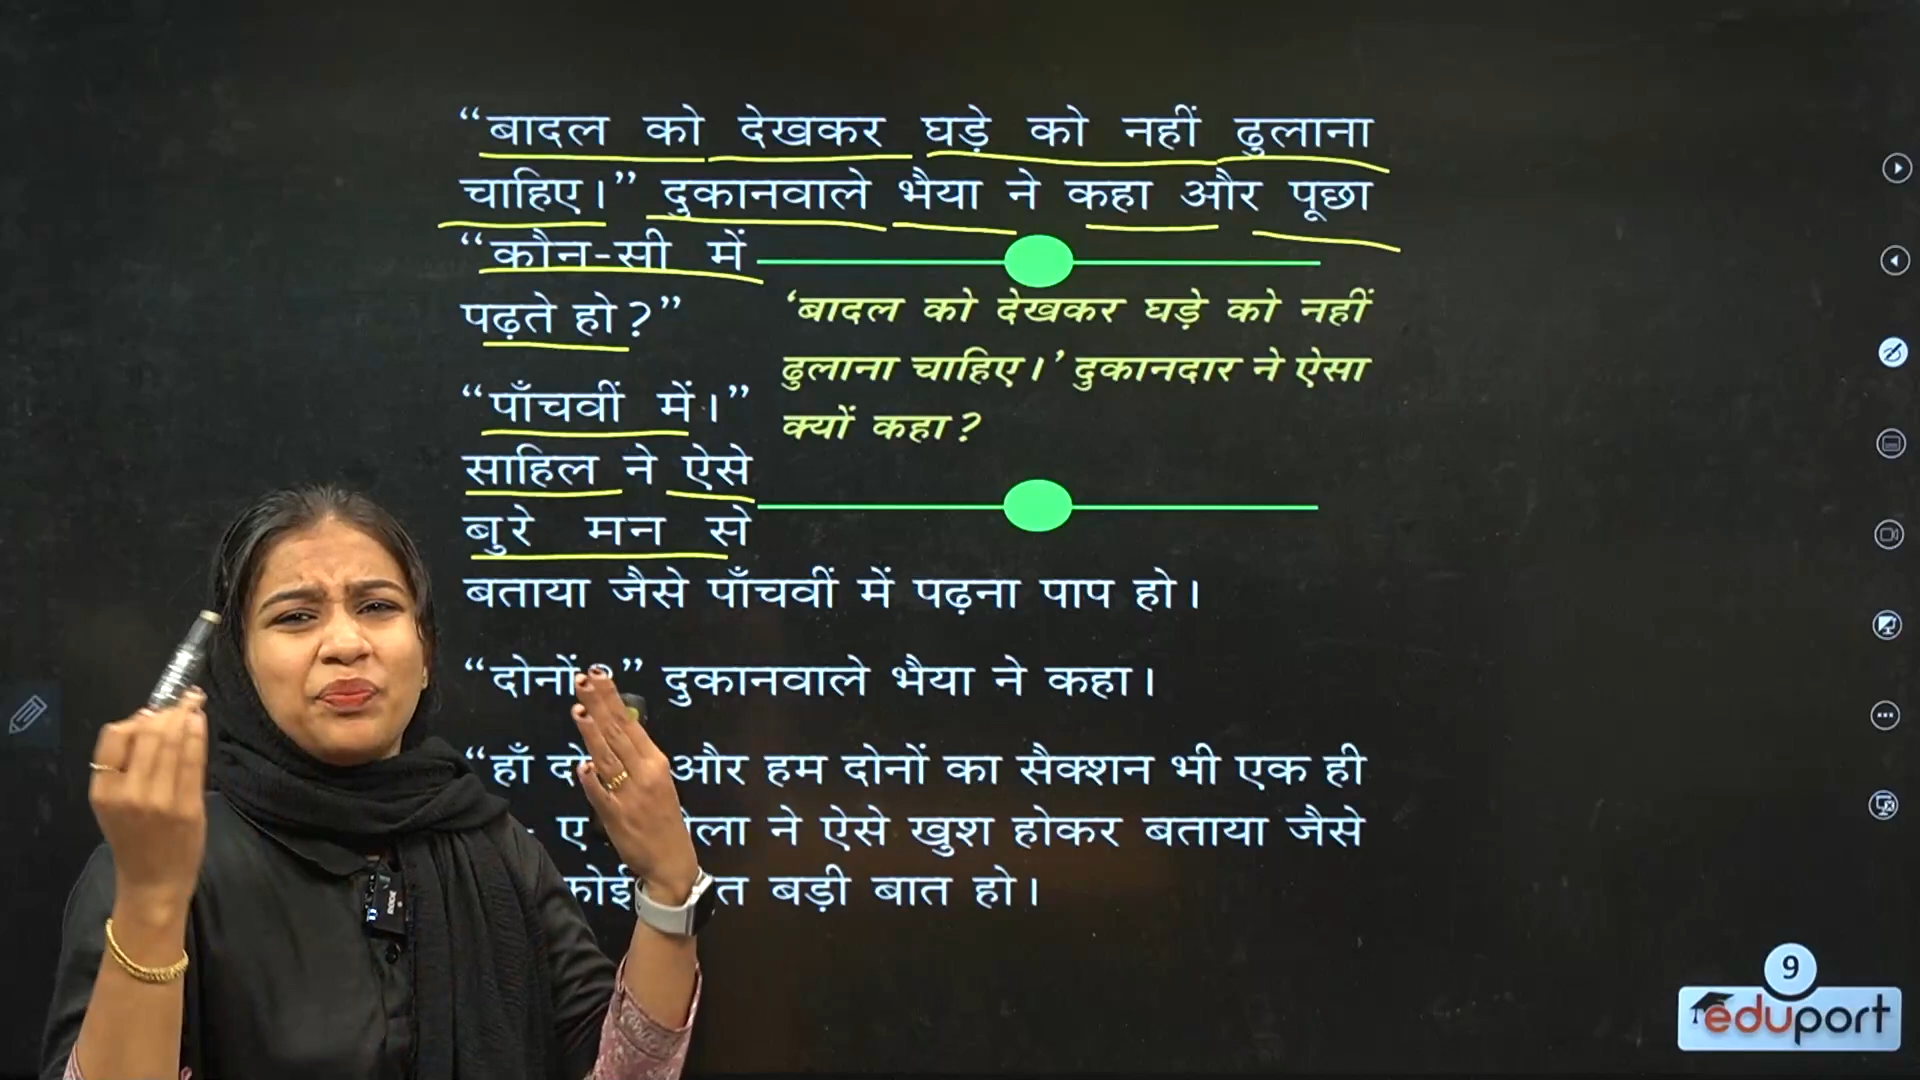 “बादल को देखकर घड़े को नहीं ढुलाना
चाहिए।” दुकानवाले भैया ने कहा और पूछा
“कौन-सी में
पढ़ते हो?”
‘बादल को देखकर घड़े को नहीं
ढुलाना चाहिए।’ दुकानदार ने ऐसा
क्यों कहा?
“पाँचवीं में।”
साहिल ने ऐसे
बुरे मन से
बताया जैसे पाँचवीं में पढ़ना पाप हो।
“दोनों?” दुकानवाले भैया ने कहा।
“हाँ और हम दोनों का सैक्शन भी एक ही
ए ने ऐसे खुश होकर बताया जैसे
कोई बड़ी बात हो।
9
eduport